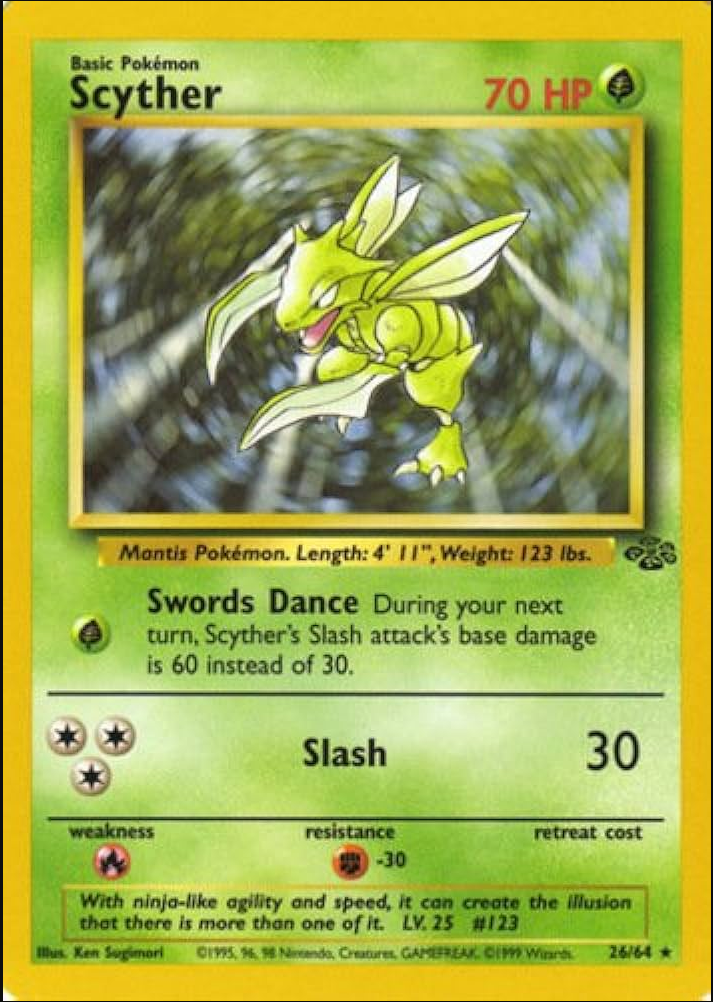 Basic Pokémon
Scyther 70 HP
Mantis Pokémon. Length: 4' 11", Weight: 123 lbs.
Swords Dance During your next
turn, Scyther's Slash attack's base damage
is 60 instead of 30.
Slash 30
weakness resistance retreat cost
-30
With ninja-like agility and speed, it can create the illusion
that there is more than one of it. LV. 25 #123
Illus. Ken Sugimori ©1995, 96, 98 Nintendo, Creatures, GAMEFREAK. ©1999 Wizards. 26/64 ★